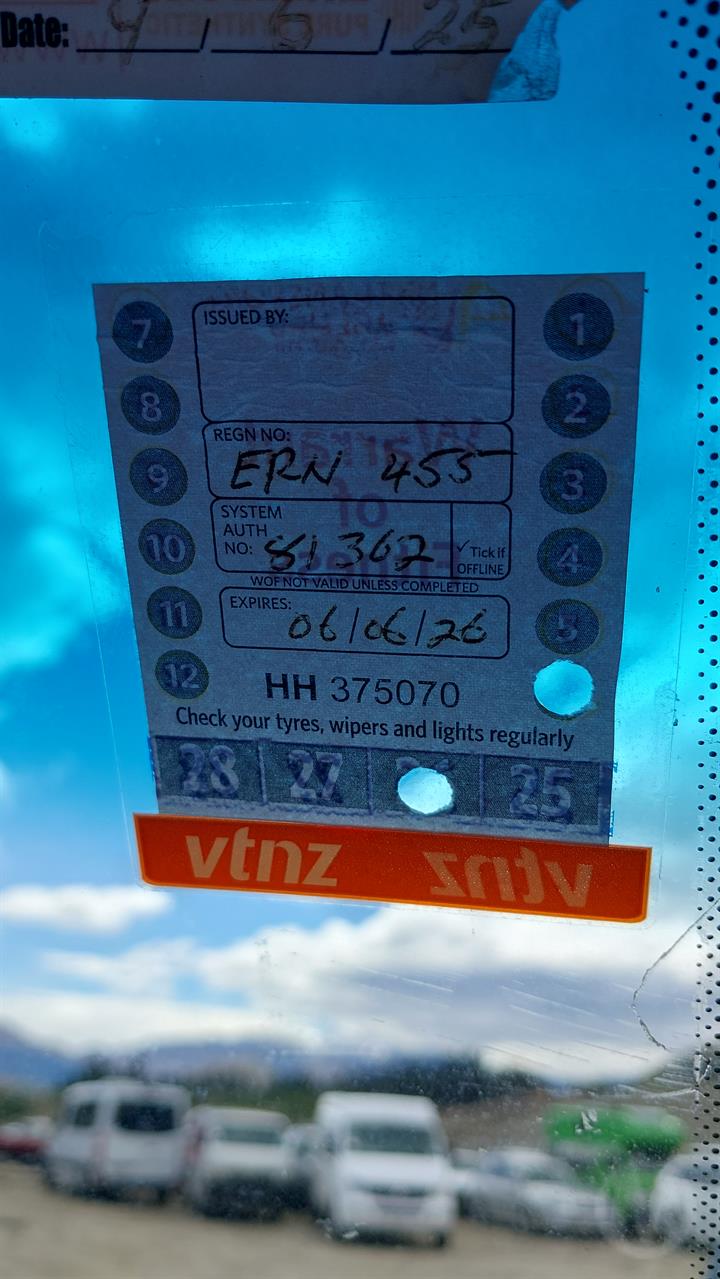 Date: 9 / 6 / 25
7
ISSUED BY:
1
8
2
REGN NO:
ERN 455
9
3
SYSTEM
AUTH
NO: 81362
✓ Tick if
OFFLINE
10
4
WOF NOT VALID UNLESS COMPLETED
11
EXPIRES: 06/06/26
5
12
HH 375070
Check your tyres, wipers and lights regularly
28 27 25
vtnz vtnz